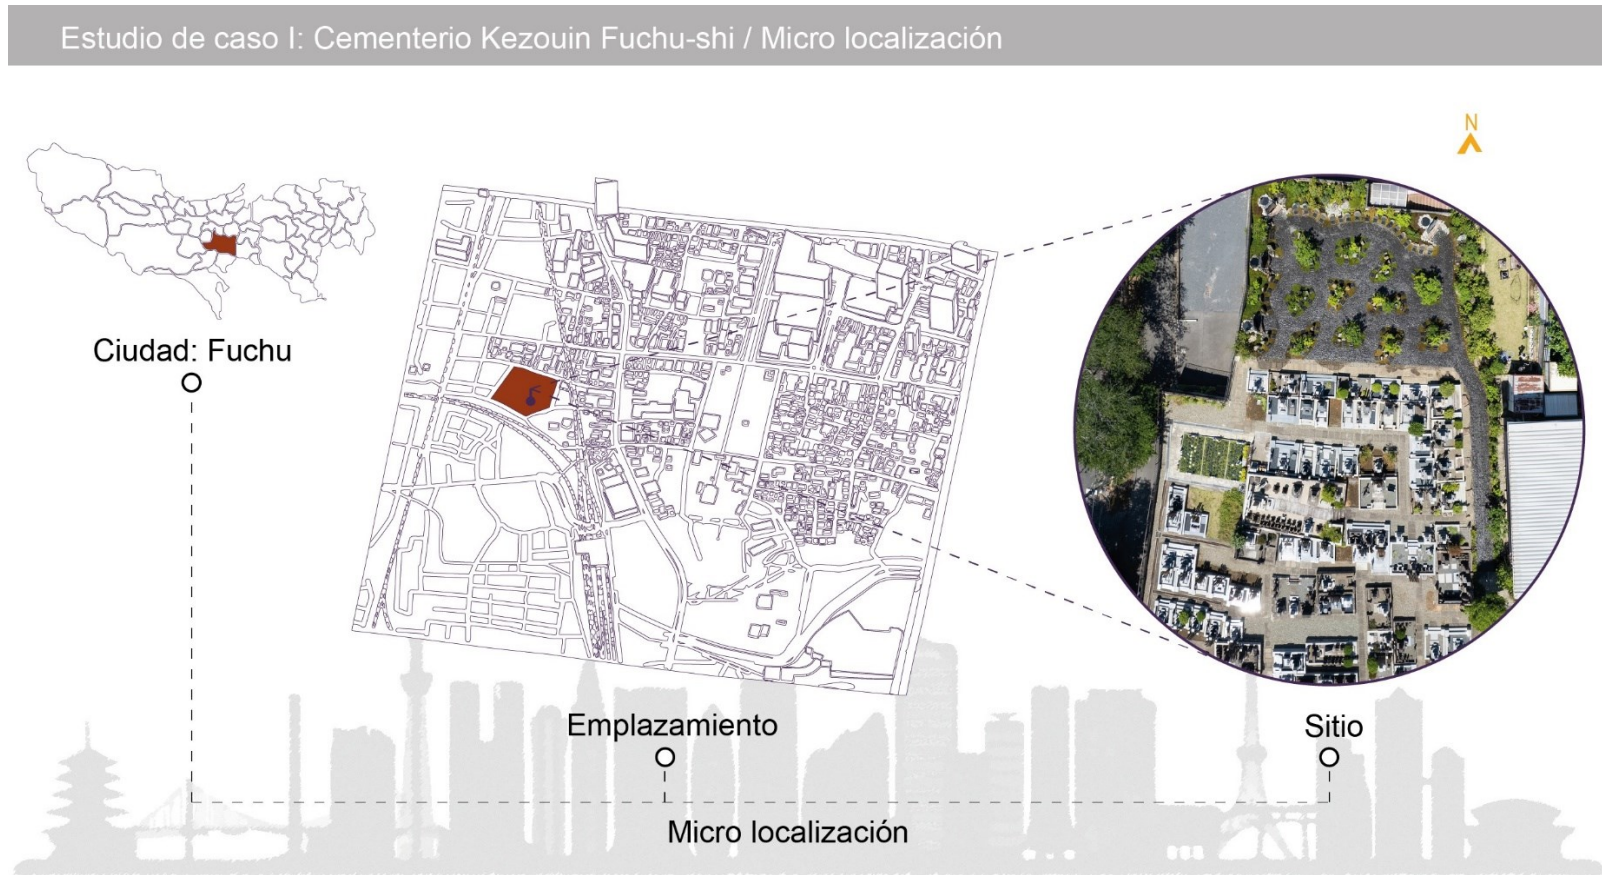 Estudio de caso I: Cementerio Kezouin Fuchu-shi / Micro localización
N
Ciudad: Fuchu
Emplazamiento
Sitio
Micro localización